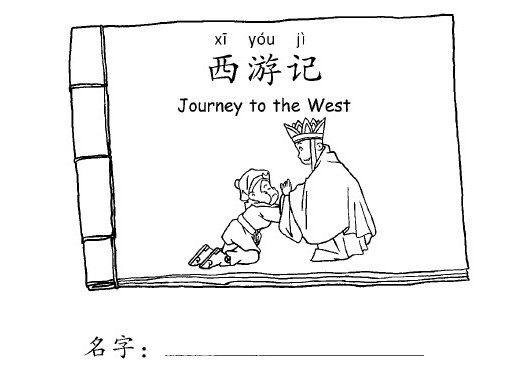 xī yóu jì
西游记
Journey to the West
名字：